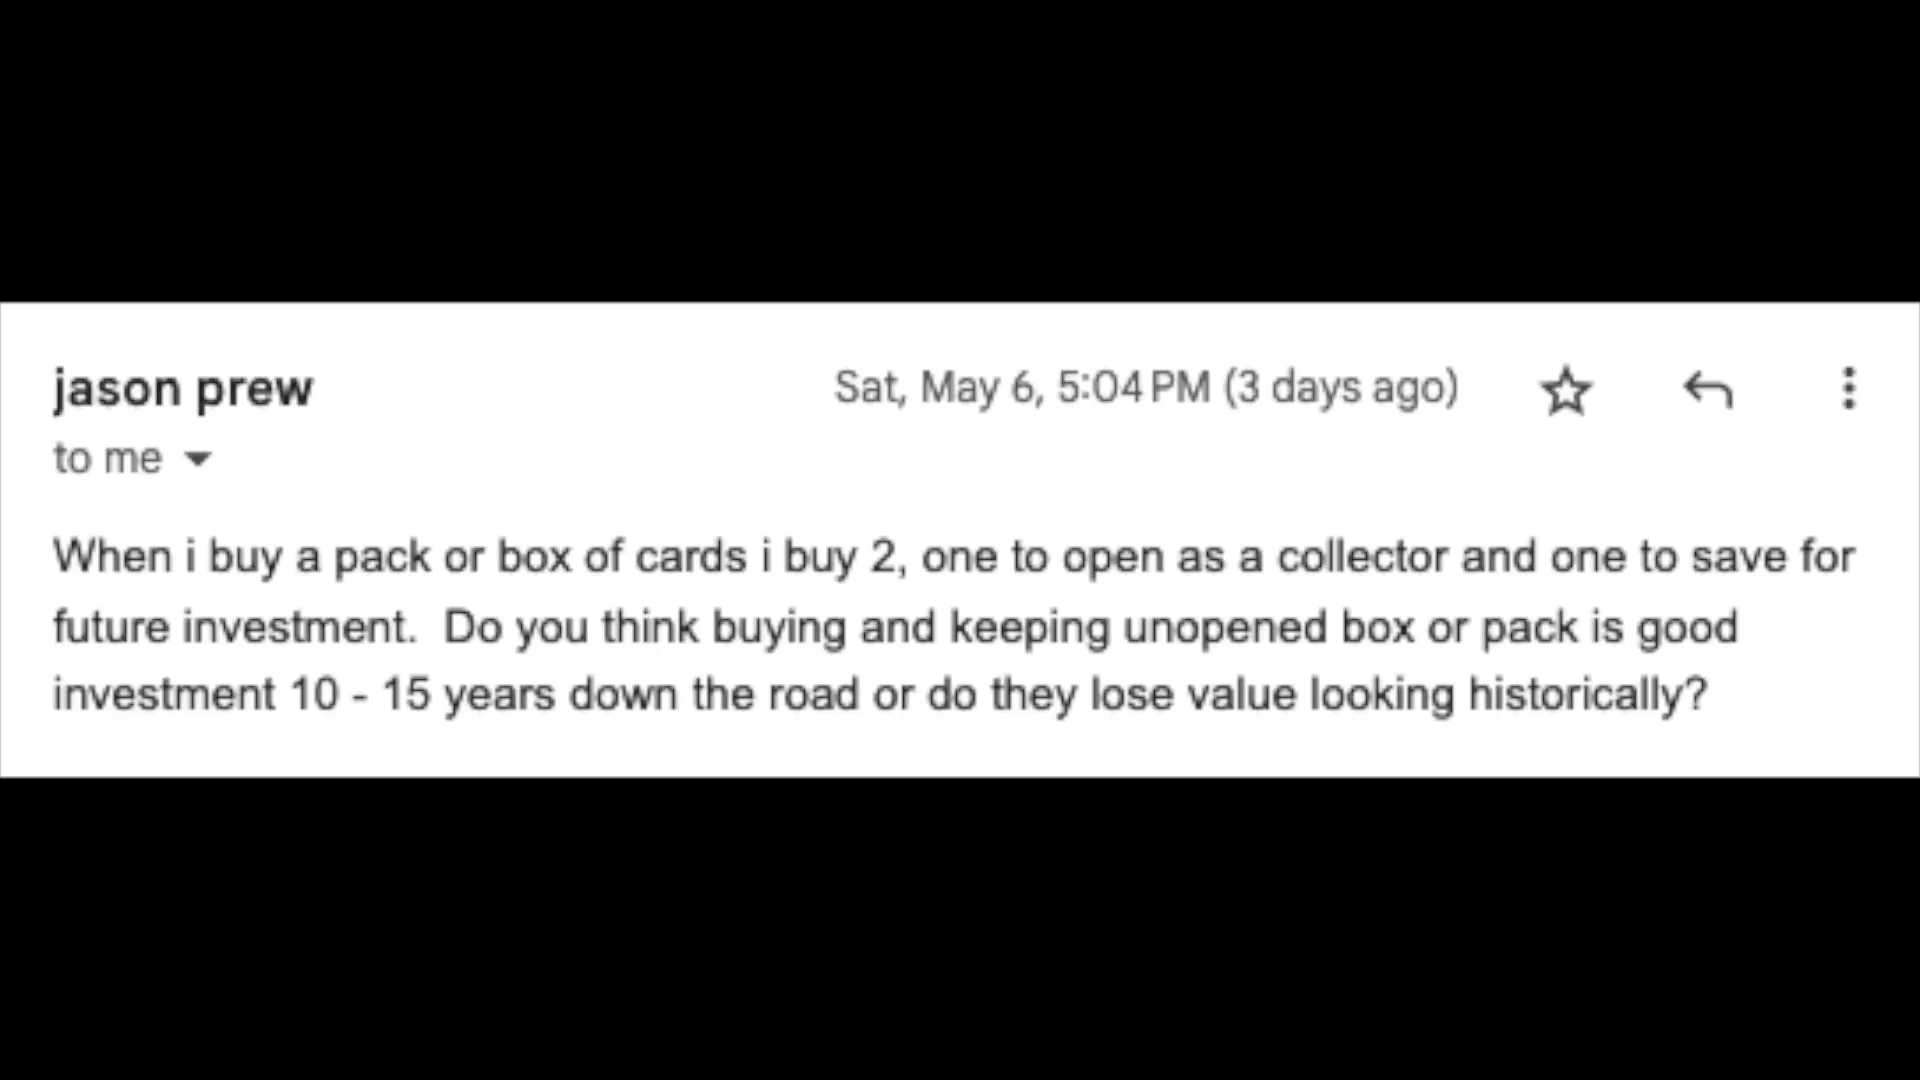 jason prew
Sat, May 6, 5:04 PM (3 days ago)
to me
When i buy a pack or box of cards i buy 2, one to open as a collector and one to save for
future investment.  Do you think buying and keeping unopened box or pack is good
investment 10 - 15 years down the road or do they lose value looking historically?